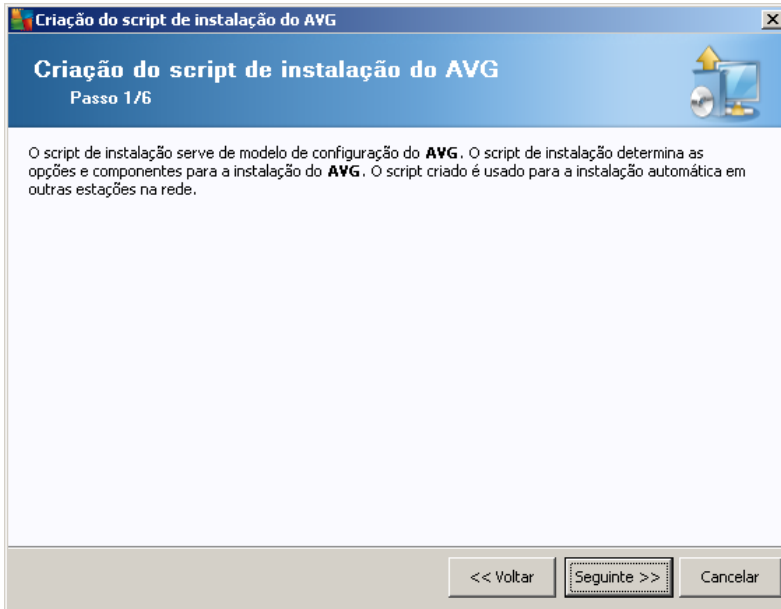 Criação do script de instalação do AVG
Criação do script de instalação do AVG
Passo 1/6
O script de instalação serve de modelo de configuração do AVG. O script de instalação determina as
opções e componentes para a instalação do AVG. O script criado é usado para a instalação automática em
outras estações na rede.
<< Voltar
Seguinte >>
Cancelar